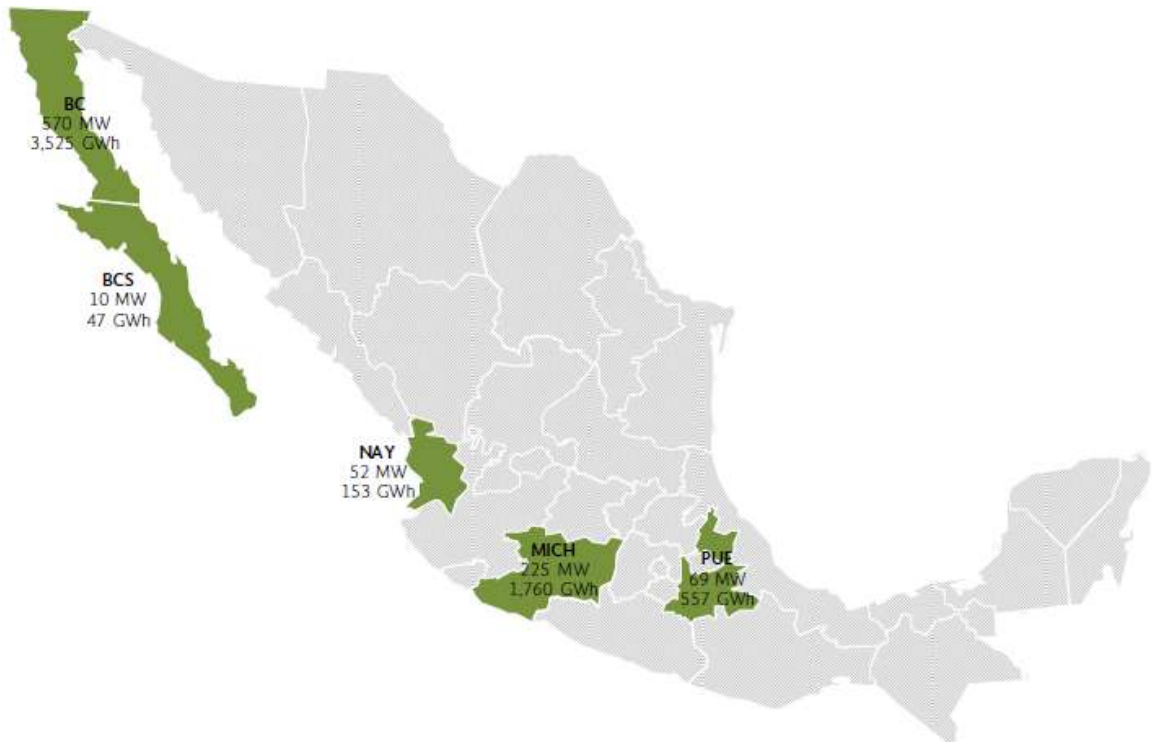 BC
570 MW
3,525 GWh
BCS
10 MW
47 GWh
NAY
52 MW
153 GWh
MICH
225 MW
1,760 GWh
PUE
69 MW
557 GWh